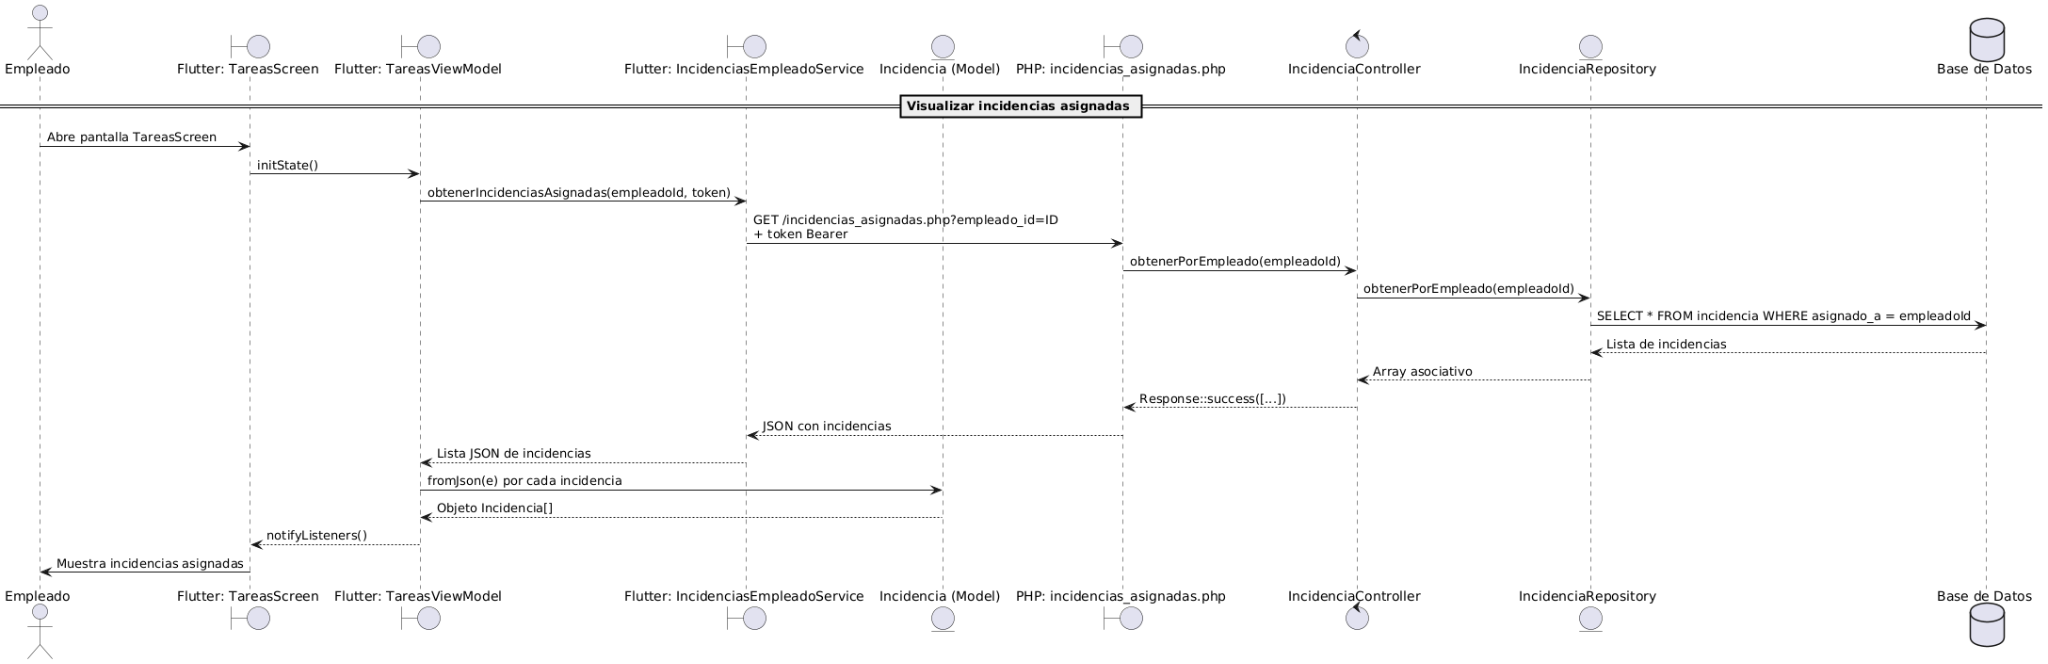 Empleado
Flutter: TareasScreen
Flutter: TareasViewModel
Flutter: IncidenciasEmpleadoService
Incidencia (Model)
PHP: incidencias_asignadas.php
IncidenciaController
IncidenciaRepository
Base de Datos
Visualizar incidencias asignadas
Abre pantalla TareasScreen
initState()
obtenerIncidenciasAsignadas(empleadoId, token)
GET /incidencias_asignadas.php?empleado_id=ID
+ token Bearer
obtenerPorEmpleado(empleadoId)
obtenerPorEmpleado(empleadoId)
SELECT * FROM incidencia WHERE asignado_a = empleadoId
Lista de incidencias
Array asociativo
Response::success([...])
JSON con incidencias
Lista JSON de incidencias
fromJson(e) por cada incidencia
Objeto Incidencia[]
notifyListeners()
Muestra incidencias asignadas
Empleado
Flutter: TareasScreen
Flutter: TareasViewModel
Flutter: IncidenciasEmpleadoService
Incidencia (Model)
PHP: incidencias_asignadas.php
IncidenciaController
IncidenciaRepository
Base de Datos